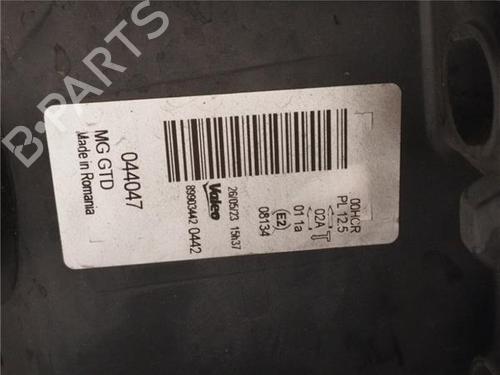 B-PARTS
044047
MG GTD
Made in Romania
Valeo
26/05/23 15h37
89903442 0442
00HCR
PL 12.5
02A
01 1a
E2
08134